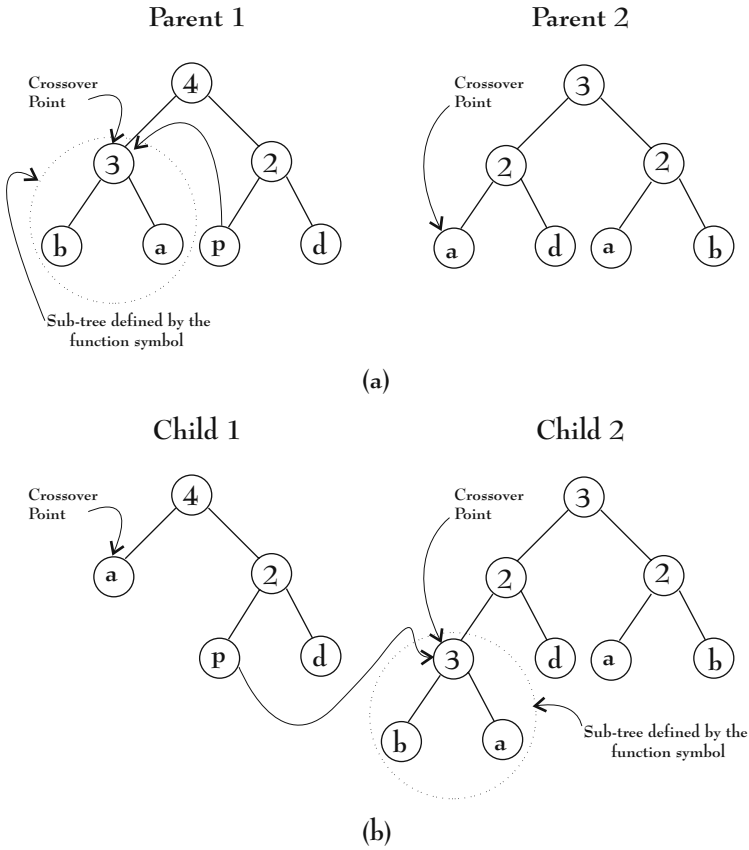 Parent 1
Parent 2
Crossover
Point
4
3
2
b
a
p
d
Sub-tree defined by the
function symbol
Crossover
Point
3
2
2
a
d
a
b
(a)
Child 1
Child 2
Crossover
Point
4
a
2
p
d
Crossover
Point
3
2
2
3
d
a
b
b
a
Sub-tree defined by the
function symbol
(b)